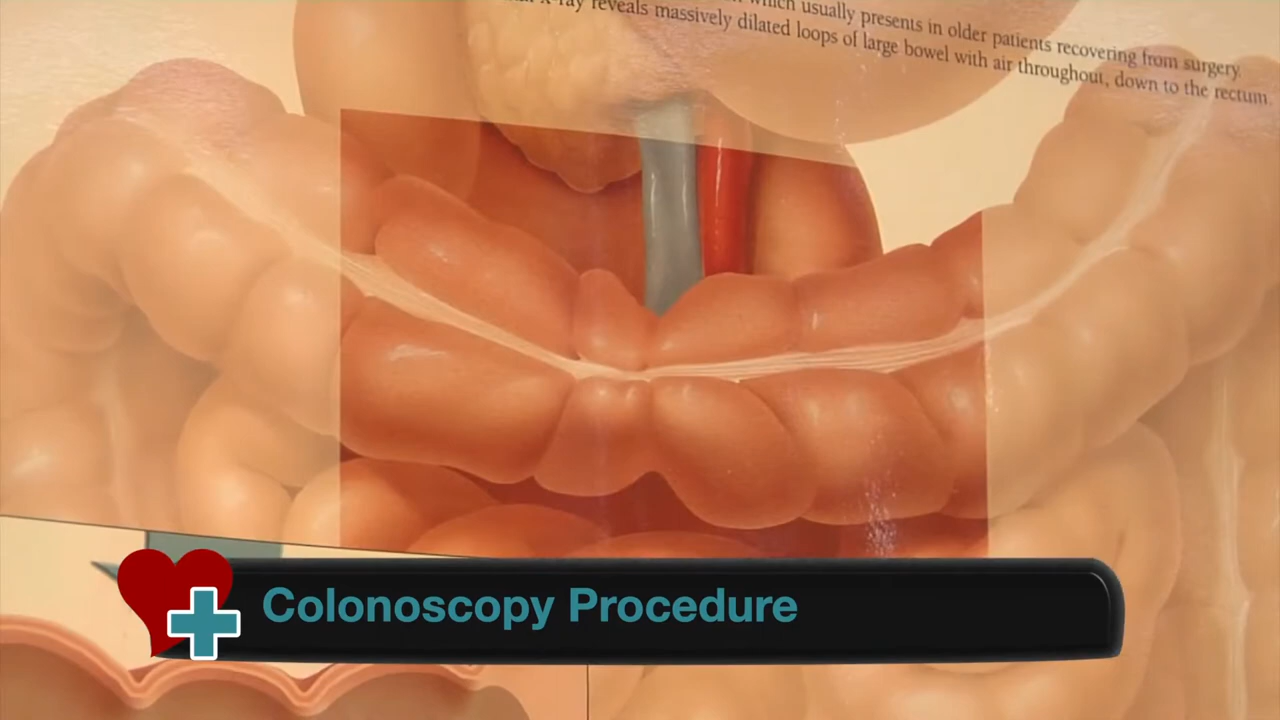 which usually presents in older patients recovering from surgery.
x-ray reveals massively dilated loops of large bowel with air throughout, down to the rectum.
Colonoscopy Procedure